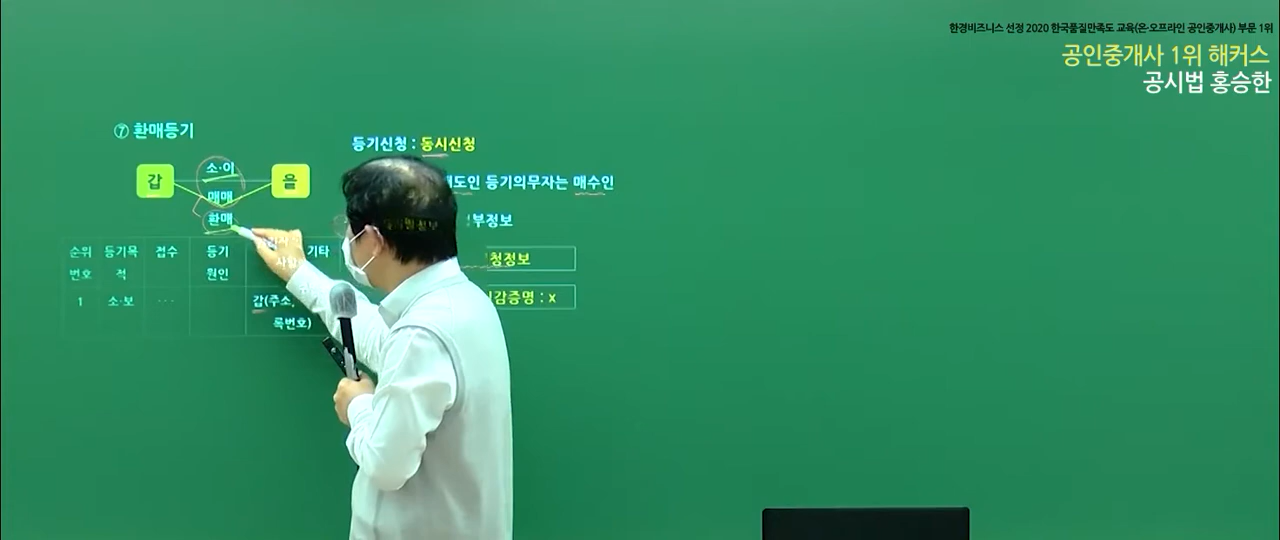 한경비즈니스 선정 2020 한국품질만족도 교육(온·오프라인 공인중개사) 부문 1위
공인중개사 1위 해커스
공시법 홍승한
⑦ 환매등기
갑 소·이 을
매매
환매
등기신청 : 동시신청
도인 등기의무자는 매수인
부정보
청정보
감증명 : x
순위번호 등기목적 접수 등기원인 기타
1 소·보 ··· 갑(주소,
록번호)